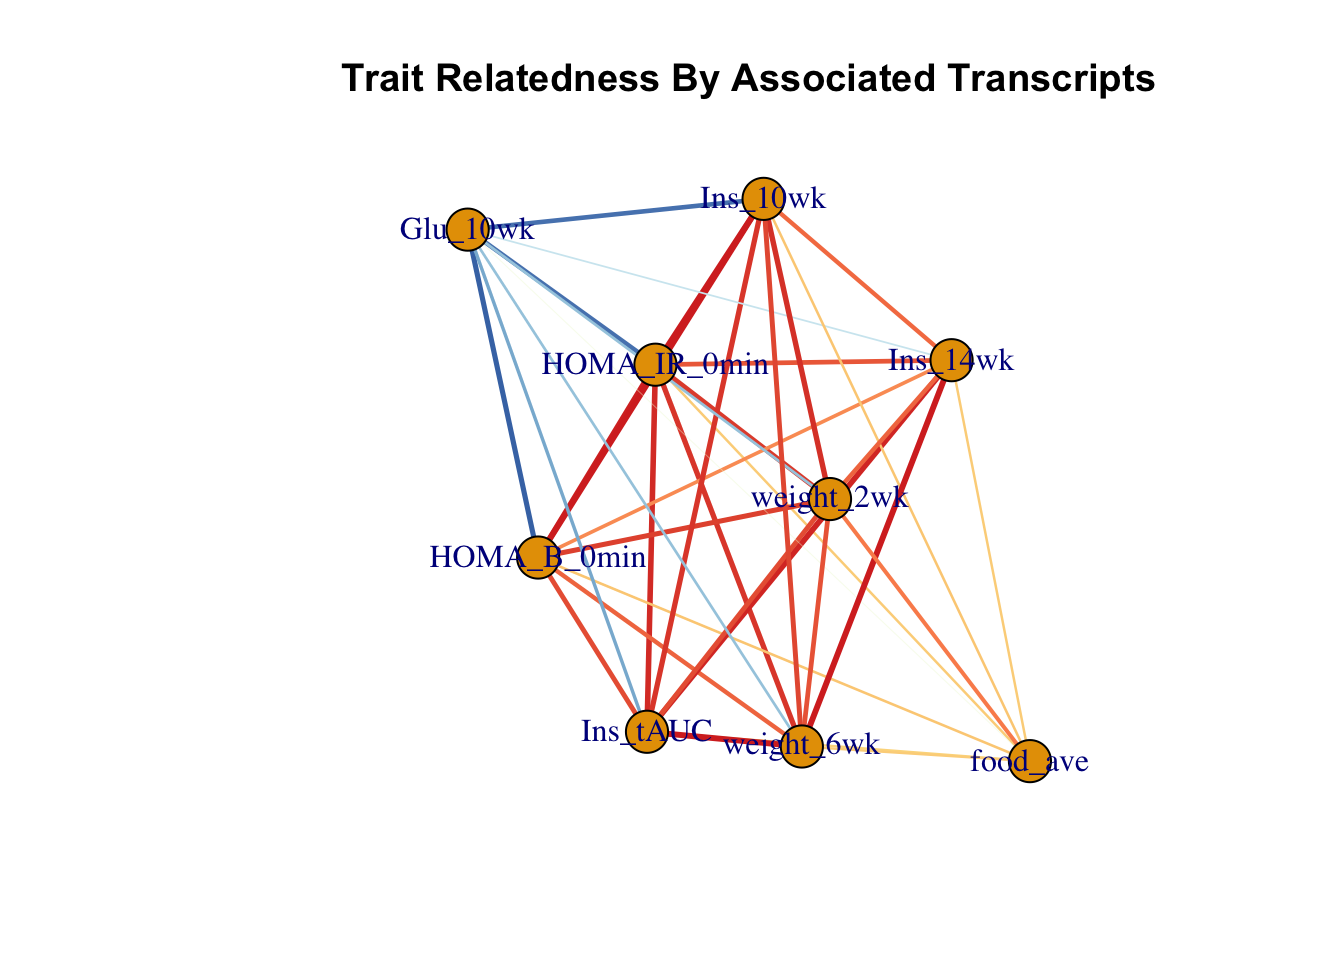 Trait Relatedness By Associated Transcripts
Ins_10wk
Glu_10wk
HOMA_IR_0min
Ins_14wk
weight_2wk
HOMA_B_0min
Ins_tAUC
weight_6wk
food_ave